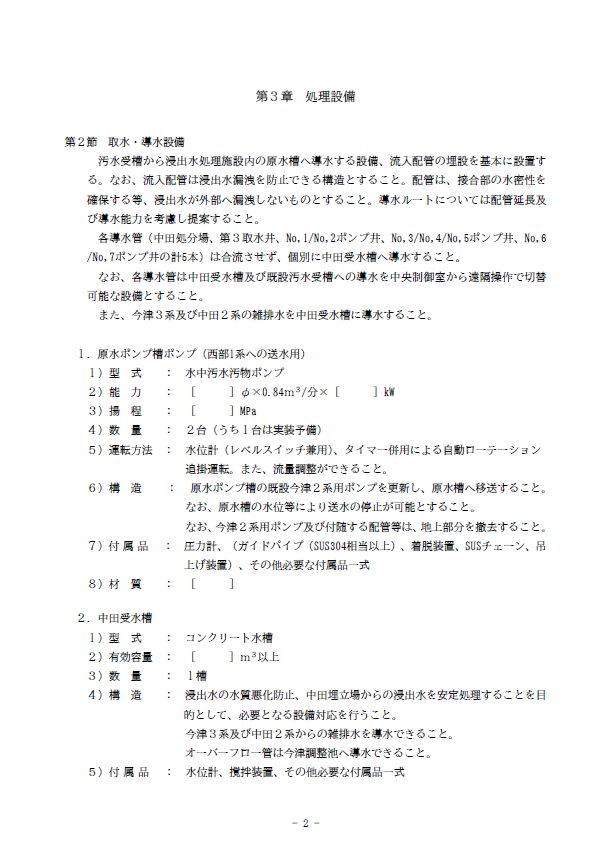 第３章　処理設備
第２節　取水・導水設備
汚水受槽から浸出水処理施設内の原水槽へ導水する設備、流入配管の埋設を基本に設置す
る。なお、流入配管は浸出水漏洩を防止できる構造とすること。配管は、接合部の水密性を
確保する等、浸出水が外部へ漏洩しないものとすること。導水ルートについては配管延長及
び導水能力を考慮し提案すること。
各導水管（中田処分場、第３取水井、No,1/No,2ポンプ井、No,3/No,4/No,5ポンプ井、No,6
/No,7ポンプ井の計5本）は合流させず、個別に中田受水槽へ導水すること。
なお、各導水管は中田受水槽及び既設汚水受槽への導水を中央制御室から遠隔操作で切替
可能な設備とすること。
また、今津３系及び中田２系の雑排水を中田受水槽に導水すること。
１．原水ポンプ槽ポンプ（西部1系への送水用）
１）型　式　：　水中汚水汚物ポンプ
２）能　力　：　［　　　］φ×0.84ｍ³/分×［　　　］kW
３）揚　程　：　［　　　］MPa
４）数　量　：　２台（うち１台は実装予備）
５）運転方法　：　水位計（レベルスイッチ兼用）、タイマー併用による自動ローテーション
追掛運転。また、流量調整ができること。
６）構　造　：　原水ポンプ槽の既設今津２系用ポンプを更新し、原水槽へ移送すること。
なお、原水槽の水位等により送水の停止が可能とすること。
なお、今津２系用ポンプ及び付随する配管等は、地上部分を撤去すること。
７）付属品　：　圧力計、（ガイドパイプ（SUS304相当以上）、着脱装置、SUSチェーン、吊
上げ装置）、その他必要な付属品一式
８）材　質　：　［　　　］
２．中田受水槽
１）型　式　：　コンクリート水槽
２）有効容量　：　［　　　］ｍ³以上
３）数　量　：　１槽
４）構　造　：　浸出水の水質悪化防止、中田埋立場からの浸出水を安定処理することを目
的として、必要となる設備対応を行うこと。
今津３系及び中田２系からの雑排水を導水できること。
オーバーフロー管は今津調整池へ導水できること。
５）付属品　：　水位計、撹拌装置、その他必要な付属品一式
- 2 -